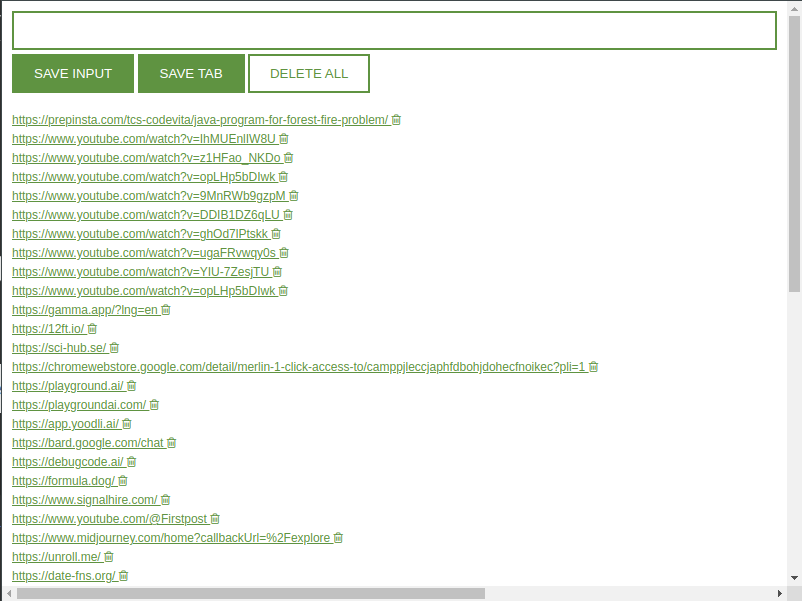 SAVE INPUT SAVE TAB DELETE ALL
https://prepinsta.com/tcs-codevita/java-program-for-forest-fire-problem/
https://www.youtube.com/watch?v=IhMUEnlIW8U
https://www.youtube.com/watch?v=z1HFao_NKDo
https://www.youtube.com/watch?v=opLHp5bDIwk
https://www.youtube.com/watch?v=9MnRWb9gzpM
https://www.youtube.com/watch?v=DDIB1DZ6qLU
https://www.youtube.com/watch?v=ghOd7lPtskk
https://www.youtube.com/watch?v=ugaFRvwqy0s
https://www.youtube.com/watch?v=YIU-7ZesjTU
https://www.youtube.com/watch?v=opLHp5bDIwk
https://gamma.app/?lng=en
https://12ft.io/
https://sci-hub.se/
https://chromewebstore.google.com/detail/merlin-1-click-access-to/camppjleccjaphfdbohjdohecfnoikec?pli=1
https://playground.ai/
https://playgroundai.com/
https://app.yoodli.ai/
https://bard.google.com/chat
https://debugcode.ai/
https://formula.dog/
https://www.signalhire.com/
https://www.youtube.com/@Firstpost
https://www.midjourney.com/home?callbackUrl=%2Fexplore
https://unroll.me/
https://date-fns.org/